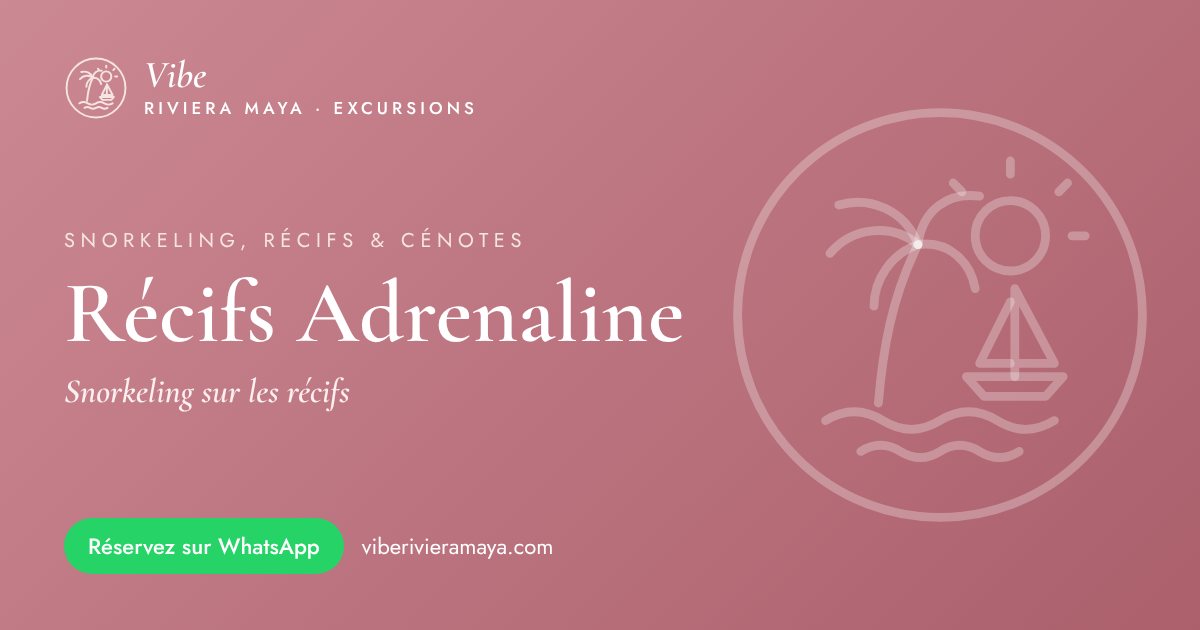 Vibe
RIVIERA MAYA · EXCURSIONS
SNORKELING, RÉCIFS & CÉNOTES
Récifs Adrenaline
Snorkeling sur les récifs
Réservez sur WhatsApp
viberivieramaya.com